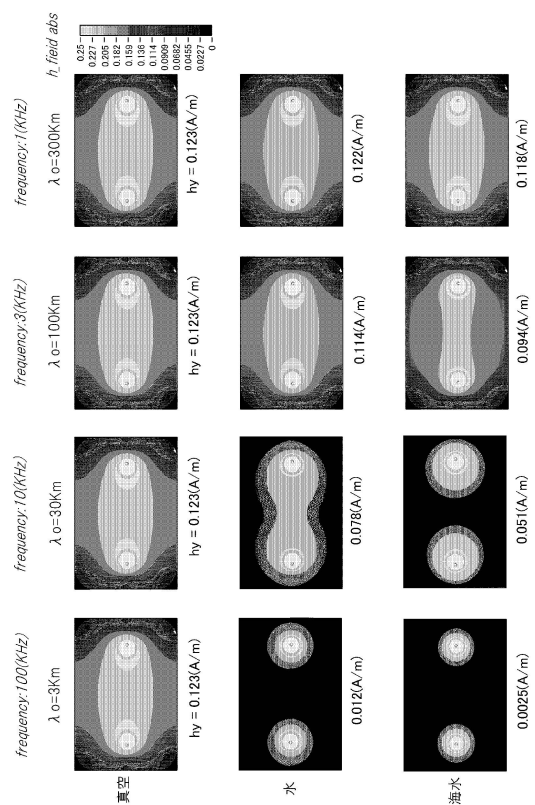 frequency:100(KHz)
frequency:10(KHz)
frequency:3(KHz)
frequency:1(KHz)
h_fieid abs
λo=3Km
λo=30Km
λo=100Km
λo=300Km
0.25
0.227
0.205
0.182
0.159
0.136
0.114
0.0909
0.0682
0.0455
0.0227
0
真空
hy = 0.123(A/m)
hy = 0.123(A/m)
hy = 0.123(A/m)
hy = 0.123(A/m)
水
0.012(A/m)
0.078(A/m)
0.114(A/m)
0.122(A/m)
海水
0.0025(A/m)
0.051(A/m)
0.094(A/m)
0.118(A/m)